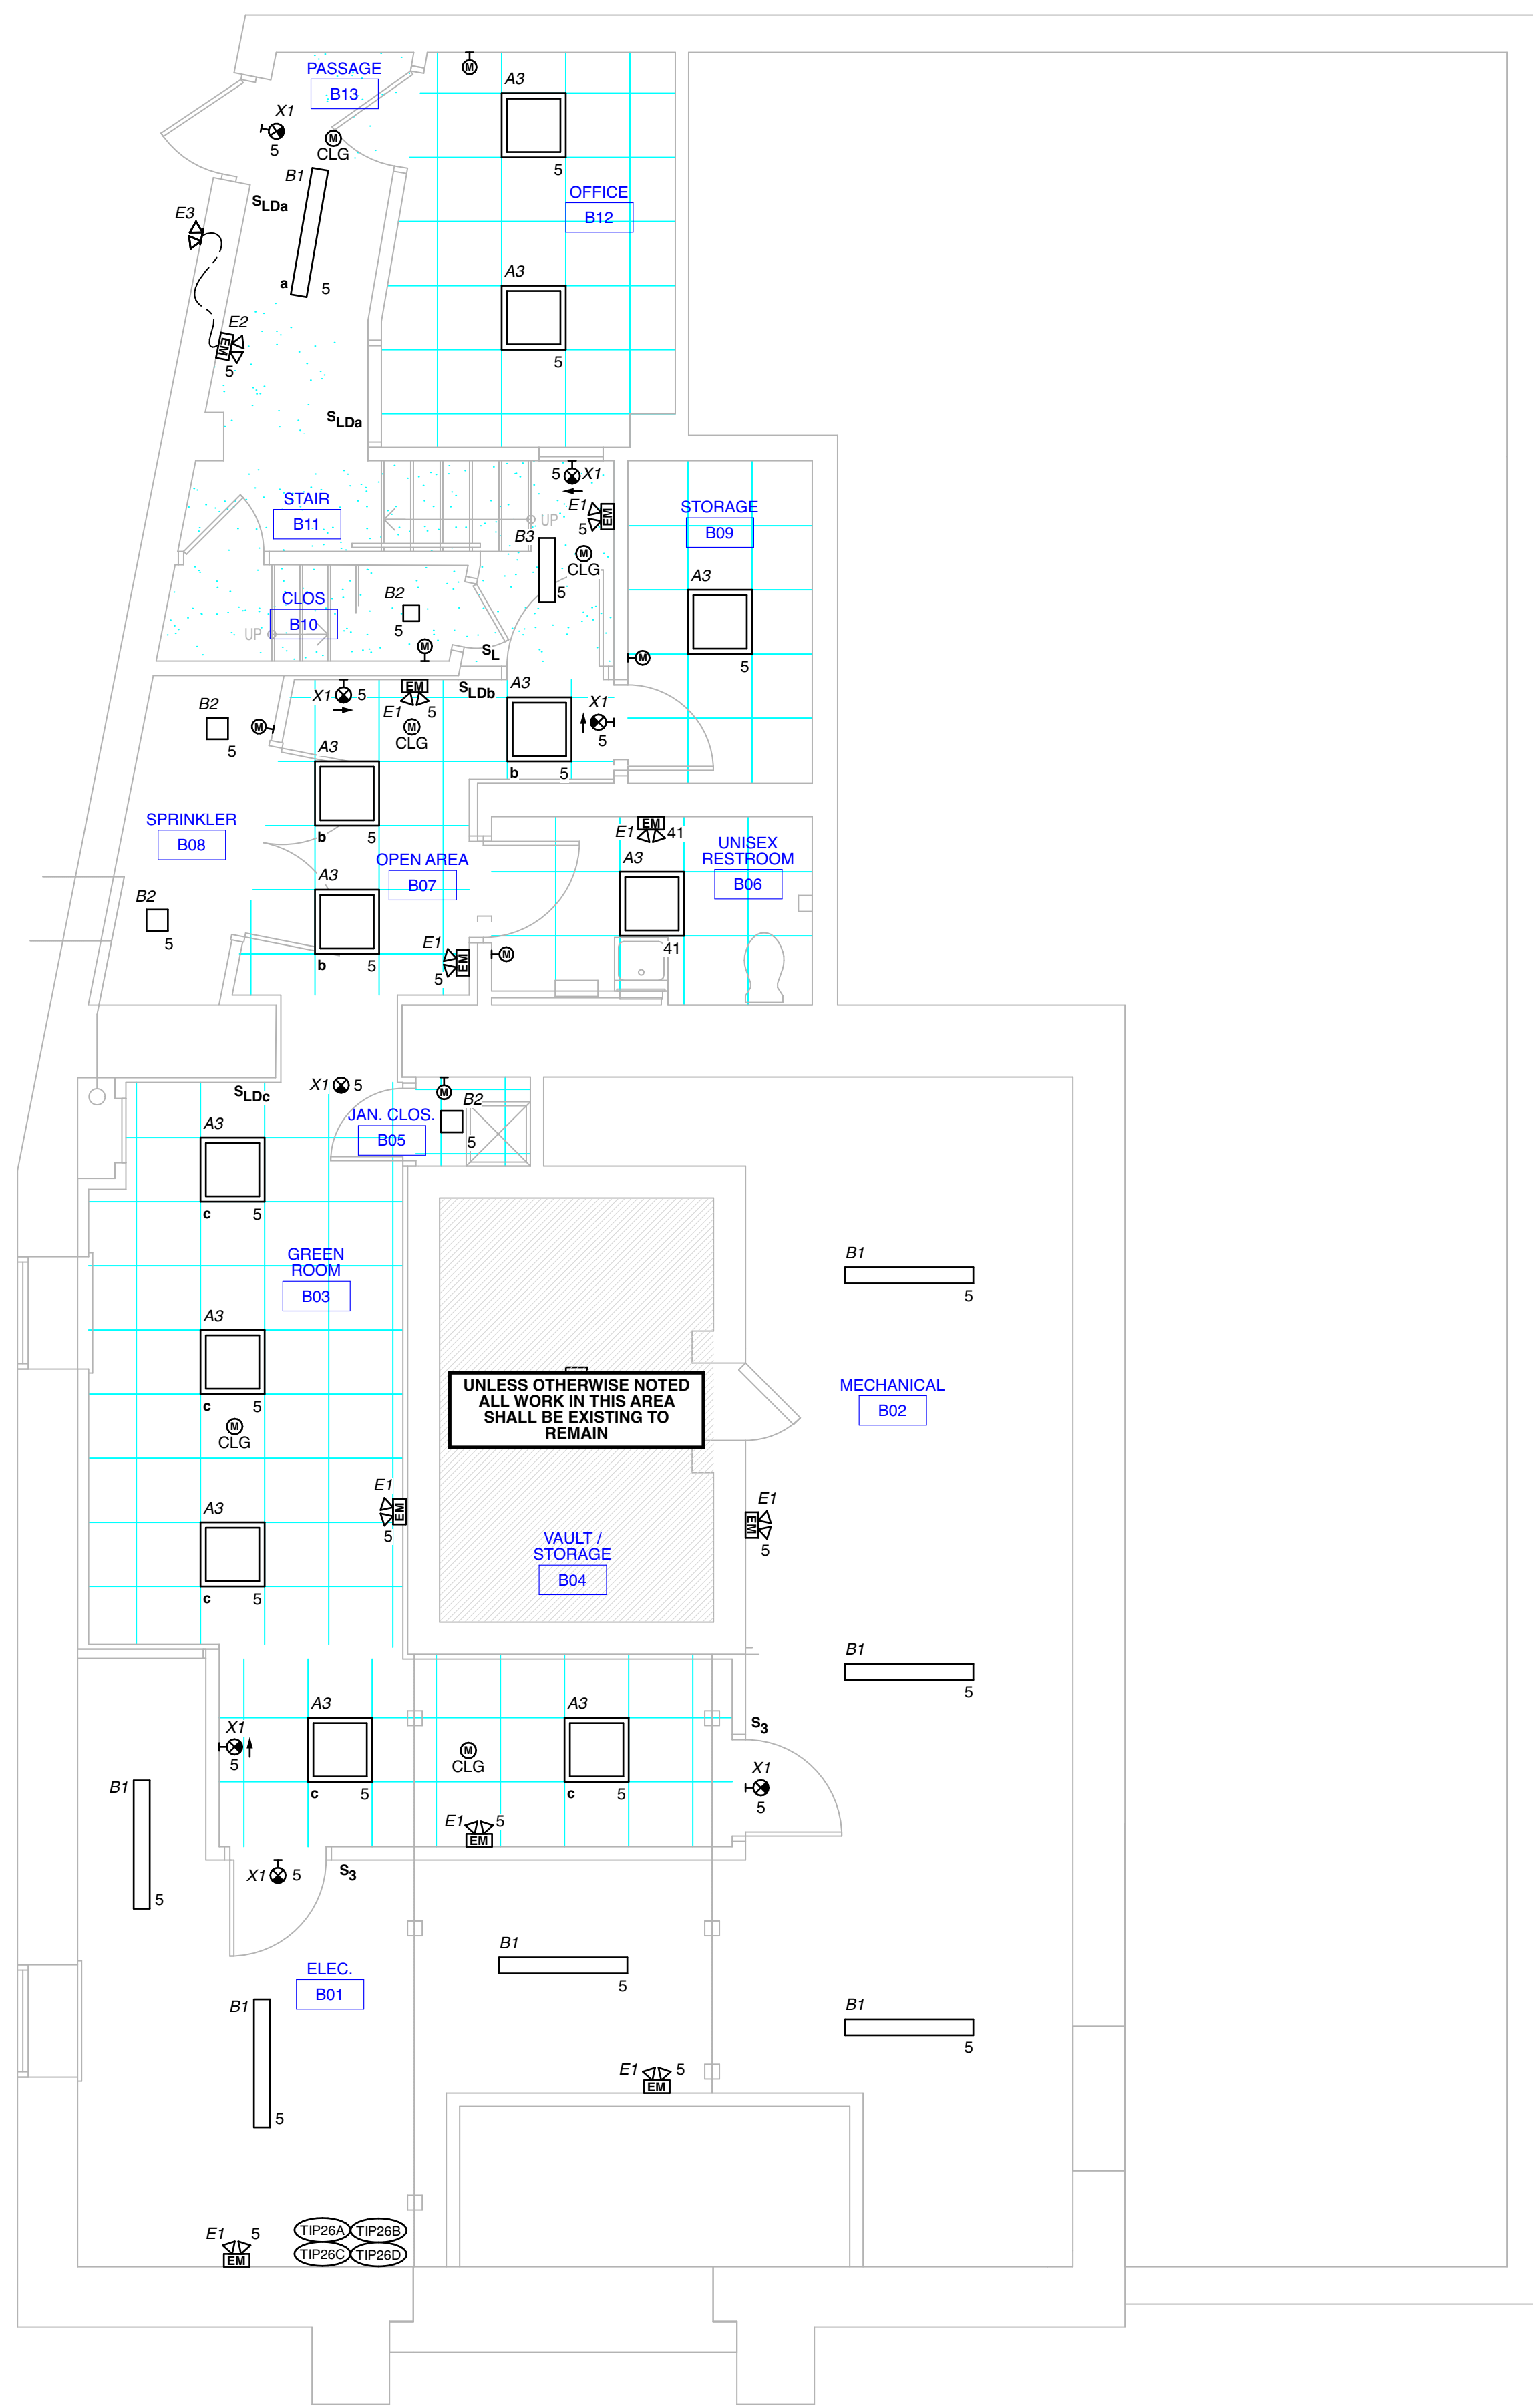 PASSAGE
B13
M
A3
X1
M
5
CLG
B1
5
SLDa
OFFICE
B12
E3
A3
a
5
E2
EM
5
5
SLDa
5
X1
STAIR
B11
E1
EM
STORAGE
B09
UP
5
B3
M
CLG
A3
CLOS
B10
B2
5
5
UP
M
SL
M
5
X1
5
EM
SLDb
A3
E1
5
B2
X1
M
M
5
CLG
5
A3
b
5
SPRINKLER
B08
b
5
EM
E1
41
UNISEX
RESTROOM
B06
OPEN AREA
B07
A3
A3
B2
5
E1
EM
M
41
b
5
5
X1
5
SLDc
M
B2
JAN. CLOS.
B05
A3
5
c
5
GREEN
ROOM
B03
B1
5
A3
UNLESS OTHERWISE NOTED
ALL WORK IN THIS AREA
SHALL BE EXISTING TO
REMAIN
MECHANICAL
B02
c
5
M
CLG
E1
EM
5
E1
EM
5
A3
VAULT /
STORAGE
B04
c
5
B1
5
A3
A3
S3
X1
5
M
CLG
B1
c
5
c
5
X1
5
E1
5
EM
X1
5
S3
5
B1
5
ELEC.
B01
B1
B1
5
5
E1
5
EM
5
E1
5
EM
TIP26A
TIP26B
TIP26C
TIP26D